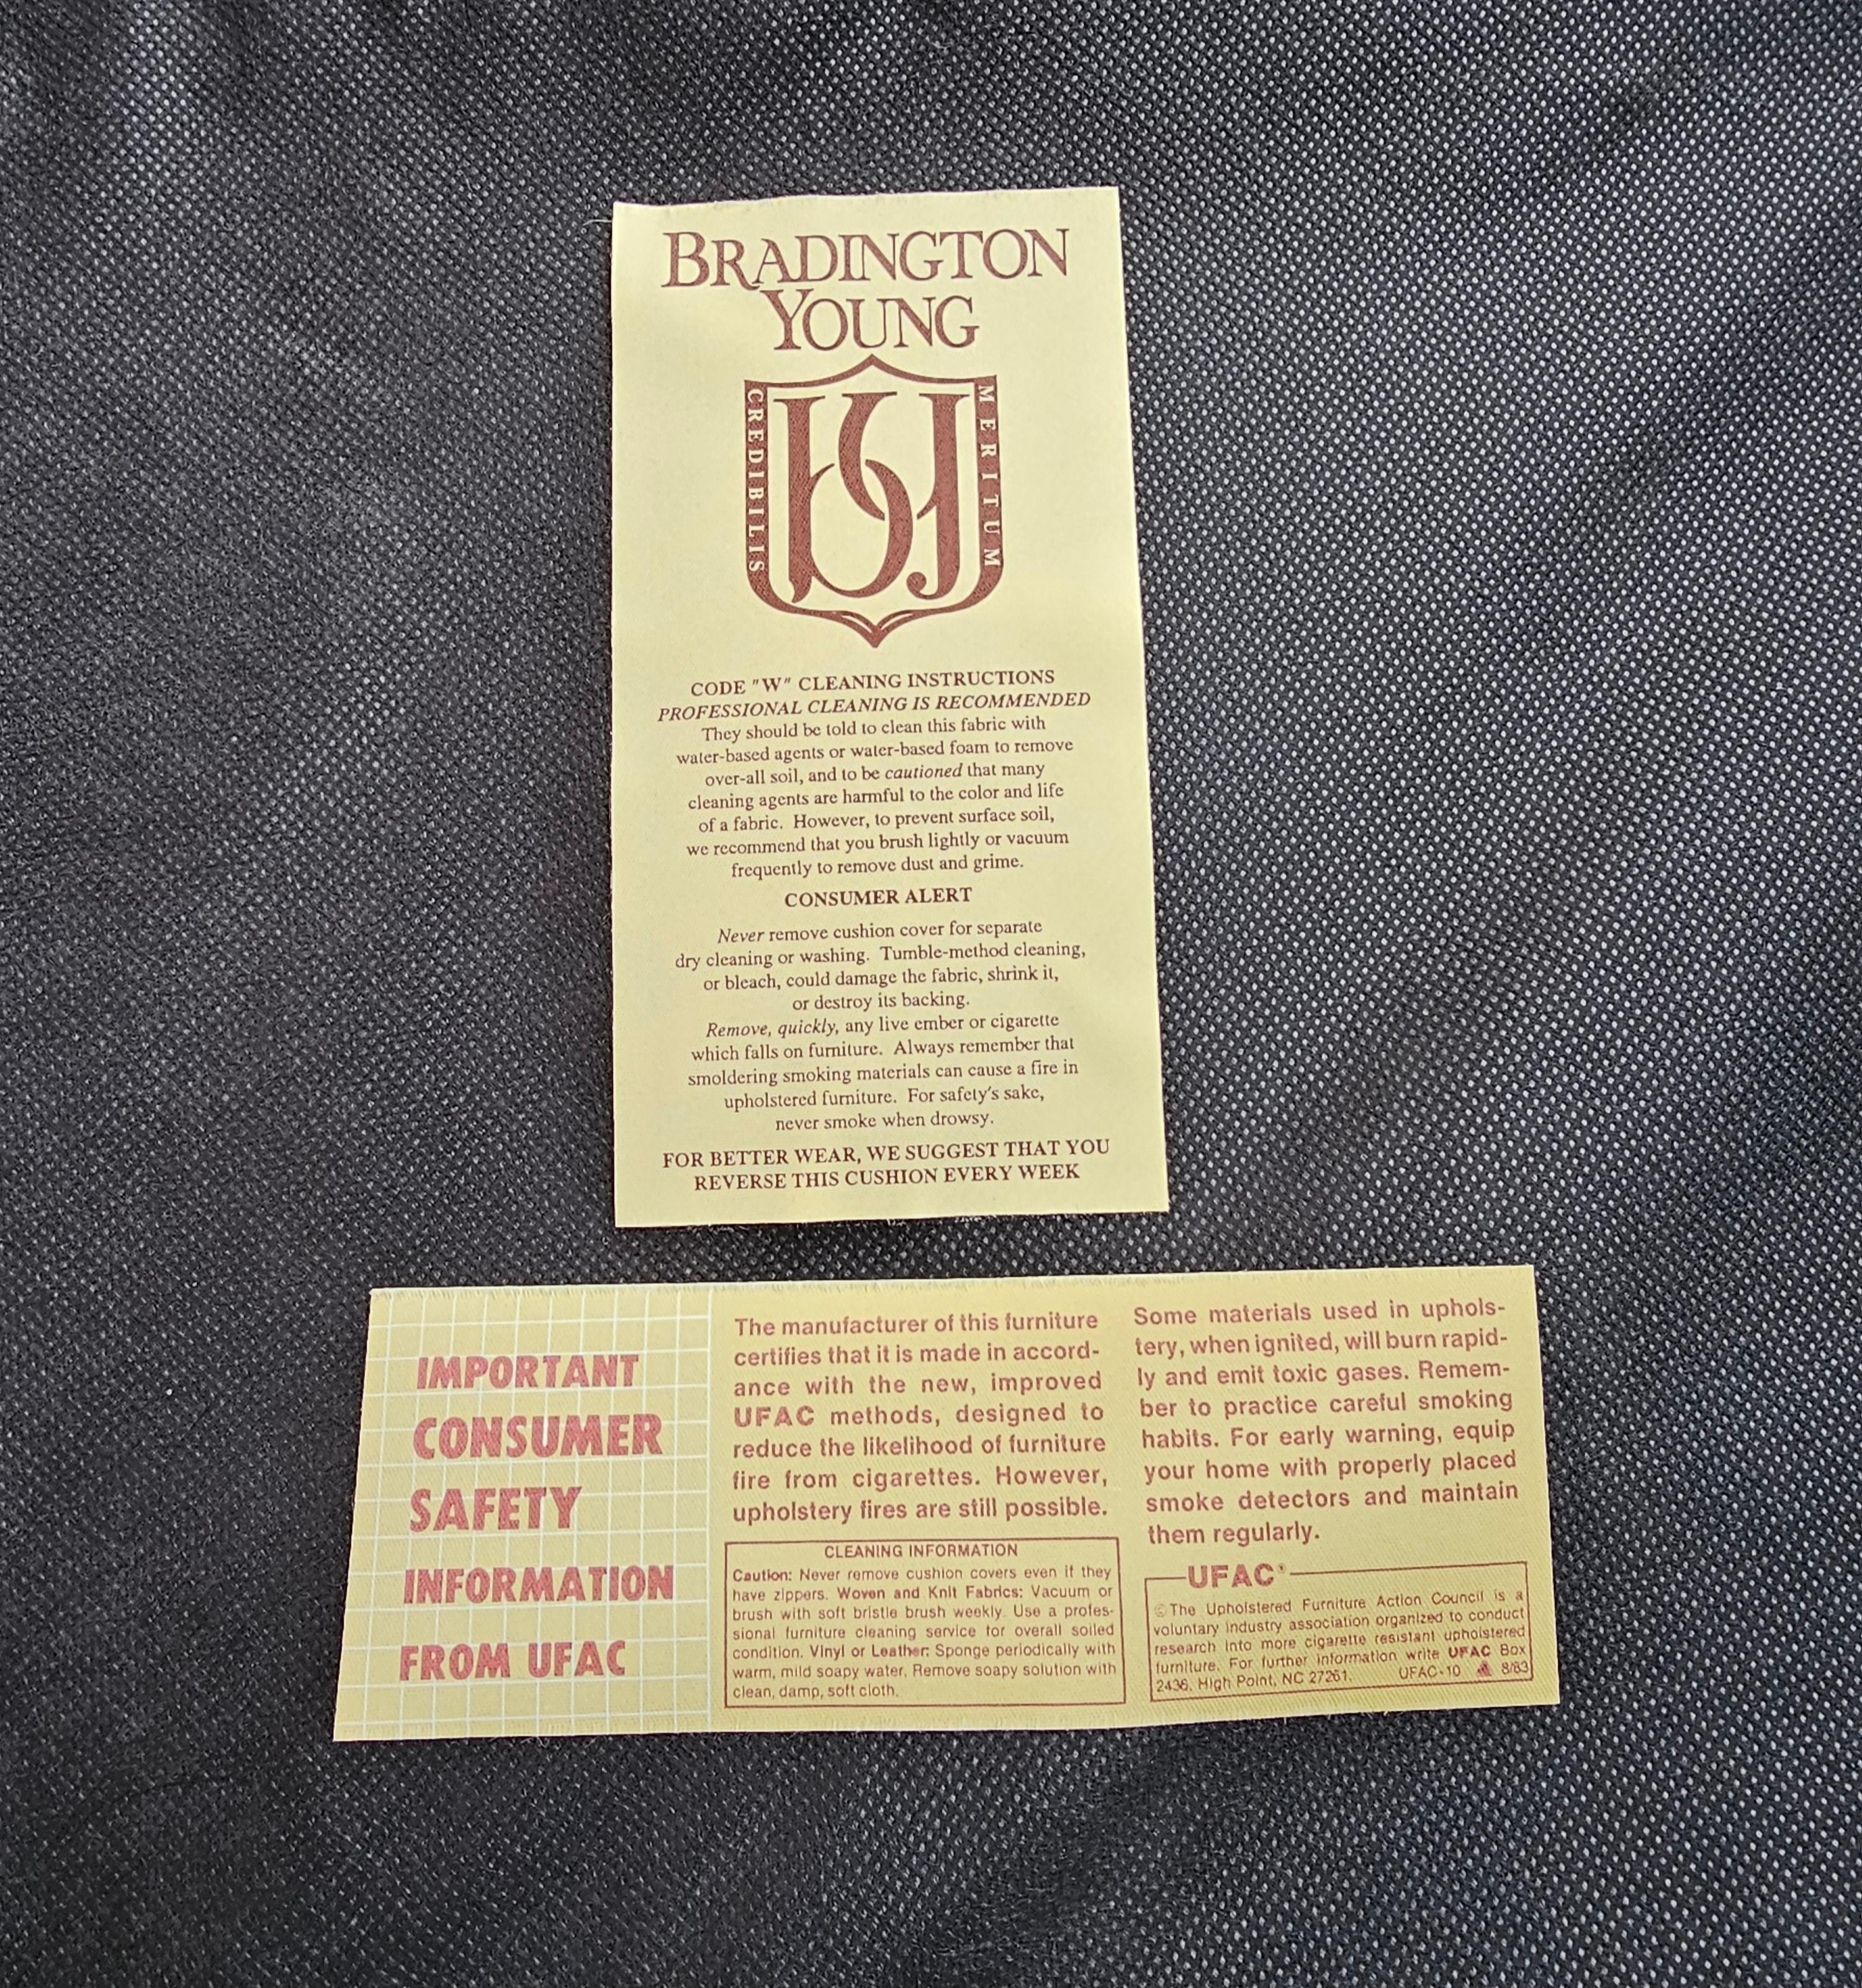 BRADINGTON
YOUNG
CREDIBILIS
MERITUM
CODE "W" CLEANING INSTRUCTIONS
PROFESSIONAL CLEANING IS RECOMMENDED
They should be told to clean this fabric with
water-based agents or water-based foam to remove
over-all soil, and to be cautioned that many
cleaning agents are harmful to the color and life
of a fabric. However, to prevent surface soil,
we recommend that you brush lightly or vacuum
frequently to remove dust and grime.
CONSUMER ALERT
Never remove cushion cover for separate
dry cleaning or washing. Tumble-method cleaning,
or bleach, could damage the fabric, shrink it,
or destroy its backing.
Remove, quickly, any live ember or cigarette
which falls on furniture. Always remember that
smoldering smoking materials can cause a fire in
upholstered furniture. For safety's sake,
never smoke when drowsy.
FOR BETTER WEAR, WE SUGGEST THAT YOU
REVERSE THIS CUSHION EVERY WEEK
IMPORTANT
CONSUMER
SAFETY
INFORMATION
FROM UFAC
The manufacturer of this furniture
certifies that it is made in accord-
ance with the new, improved
UFAC methods, designed to
reduce the likelihood of furniture
fire from cigarettes. However,
upholstery fires are still possible.
CLEANING INFORMATION
Caution: Never remove cushion covers even if they
have zippers. Woven and Knit Fabrics: Vacuum or
brush with soft bristle brush weekly. Use a profes-
sional furniture cleaning service for overall soiled
condition. Vinyl or Leather: Sponge periodically with
warm, mild soapy water. Remove soapy solution with
clean, damp, soft cloth.
Some materials used in uphols-
tery, when ignited, will burn rapid-
ly and emit toxic gases. Remem-
ber to practice careful smoking
habits. For early warning, equip
your home with properly placed
smoke detectors and maintain
them regularly.
UFAC®
©The Upholstered Furniture Action Council is a
voluntary industry association organized to conduct
research into more cigarette resistant upholstered
furniture. For further information write UFAC Box
2436, High Point, NC 27261. UFAC-10 8/83